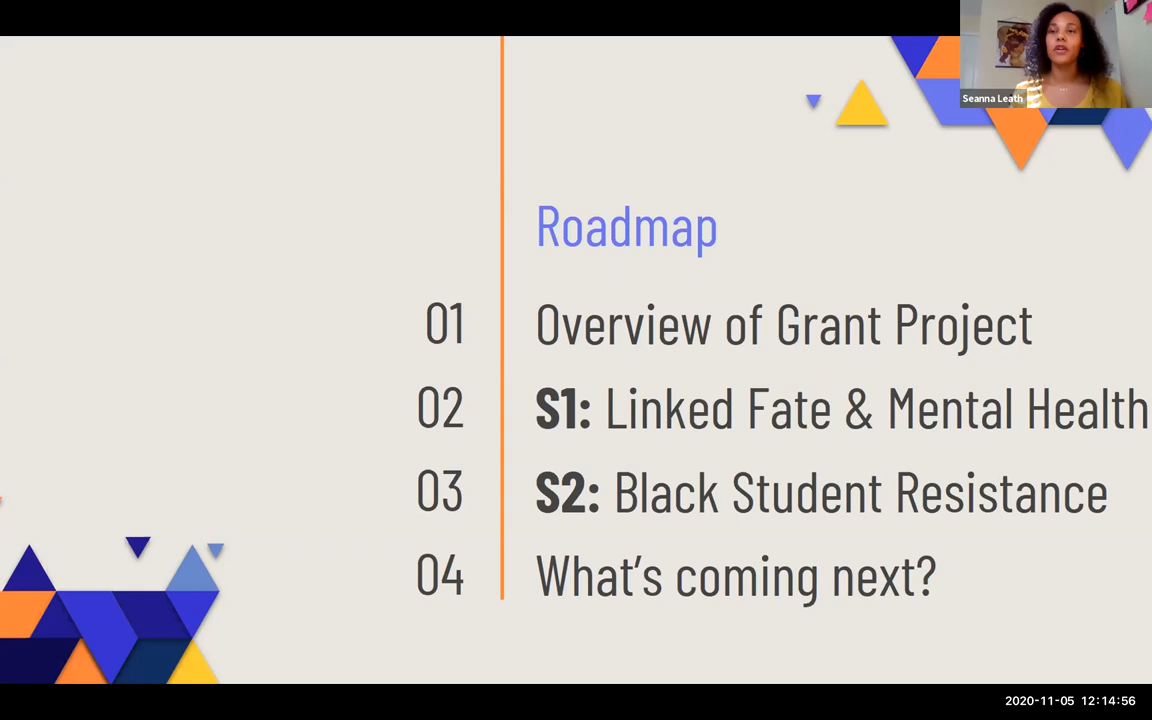 Seanna Leath
Roadmap
01 Overview of Grant Project
02 S1: Linked Fate & Mental Health
03 S2: Black Student Resistance
04 What's coming next?
2020-11-05 12:14:56